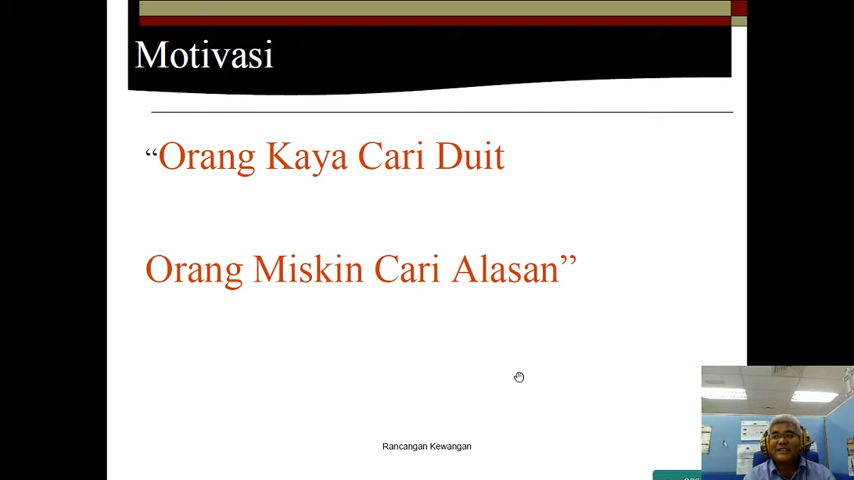 Motivasi
“Orang Kaya Cari Duit
Orang Miskin Cari Alasan”
Rancangan Kewangan